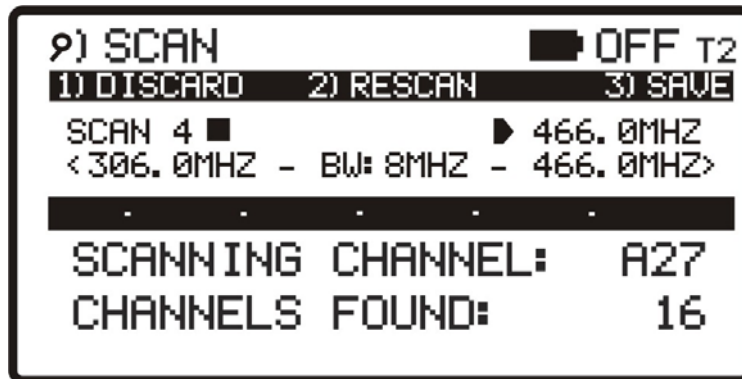 9) SCAN OFF T2
1) DISCARD 2) RESCAN 3) SAVE
SCAN 4 466.0MHZ
<306.0MHZ - BW: 8MHZ - 466.0MHZ>
SCANNING CHANNEL: A27
CHANNELS FOUND: 16